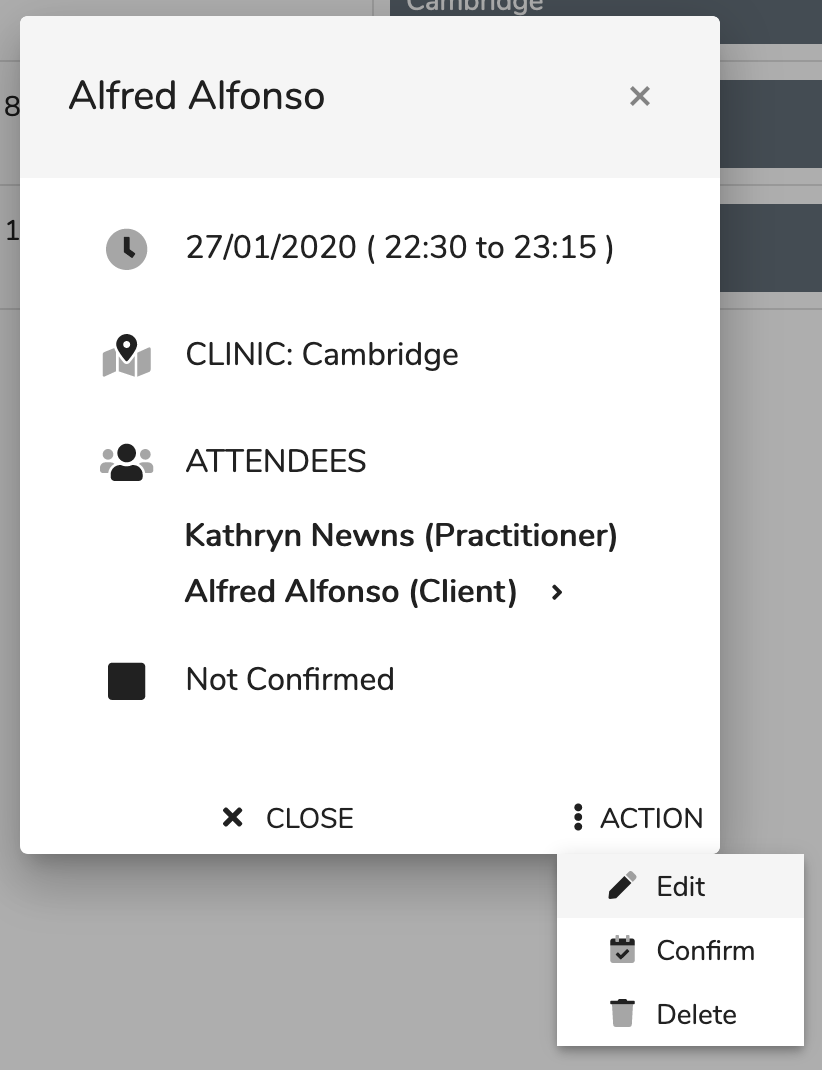 Cambridge
Alfred Alfonso
8
27/01/2020 ( 22:30 to 23:15 )
1
CLINIC: Cambridge
ATTENDEES
Kathryn Newns (Practitioner)
Alfred Alfonso (Client)
Not Confirmed
CLOSE
ACTION
Edit
Confirm
Delete